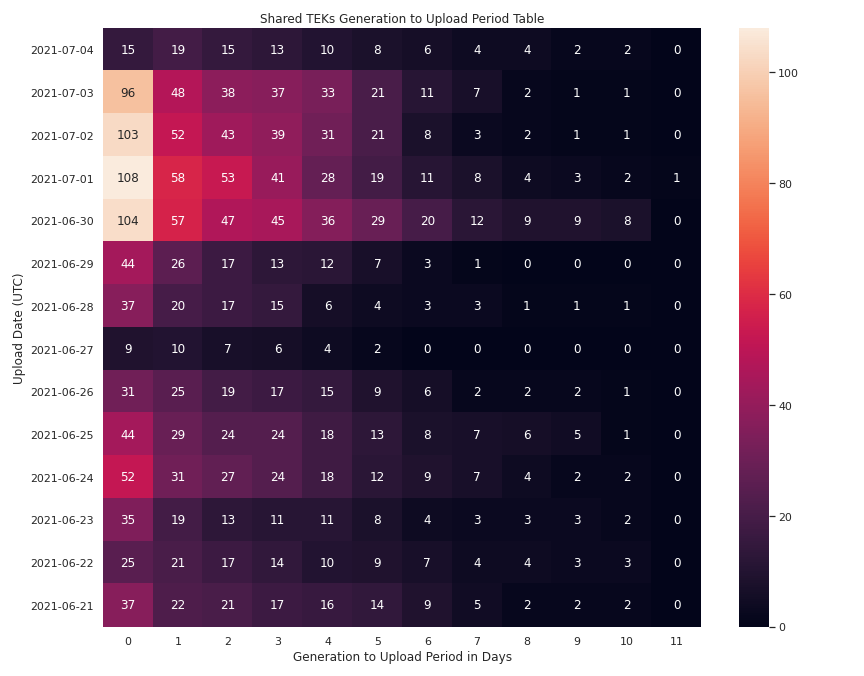 Shared TEKs Generation to Upload Period Table
Upload Date (UTC)
2021-07-04 15 19 15 13 10 8 6 4 4 2 2 0
2021-07-03 96 48 38 37 33 21 11 7 2 1 1 0
2021-07-02 103 52 43 39 31 21 8 3 2 1 1 0
2021-07-01 108 58 53 41 28 19 11 8 4 3 2 1
2021-06-30 104 57 47 45 36 29 20 12 9 9 8 0
2021-06-29 44 26 17 13 12 7 3 1 0 0 0 0
2021-06-28 37 20 17 15 6 4 3 3 1 1 1 0
2021-06-27 9 10 7 6 4 2 0 0 0 0 0 0
2021-06-26 31 25 19 17 15 9 6 2 2 2 1 0
2021-06-25 44 29 24 24 18 13 8 7 6 5 1 0
2021-06-24 52 31 27 24 18 12 9 7 4 2 2 0
2021-06-23 35 19 13 11 11 8 4 3 3 3 2 0
2021-06-22 25 21 17 14 10 9 7 4 4 3 3 0
2021-06-21 37 22 21 17 16 14 9 5 2 2 2 0
0 1 2 3 4 5 6 7 8 9 10 11
Generation to Upload Period in Days
100
80
60
40
20
0